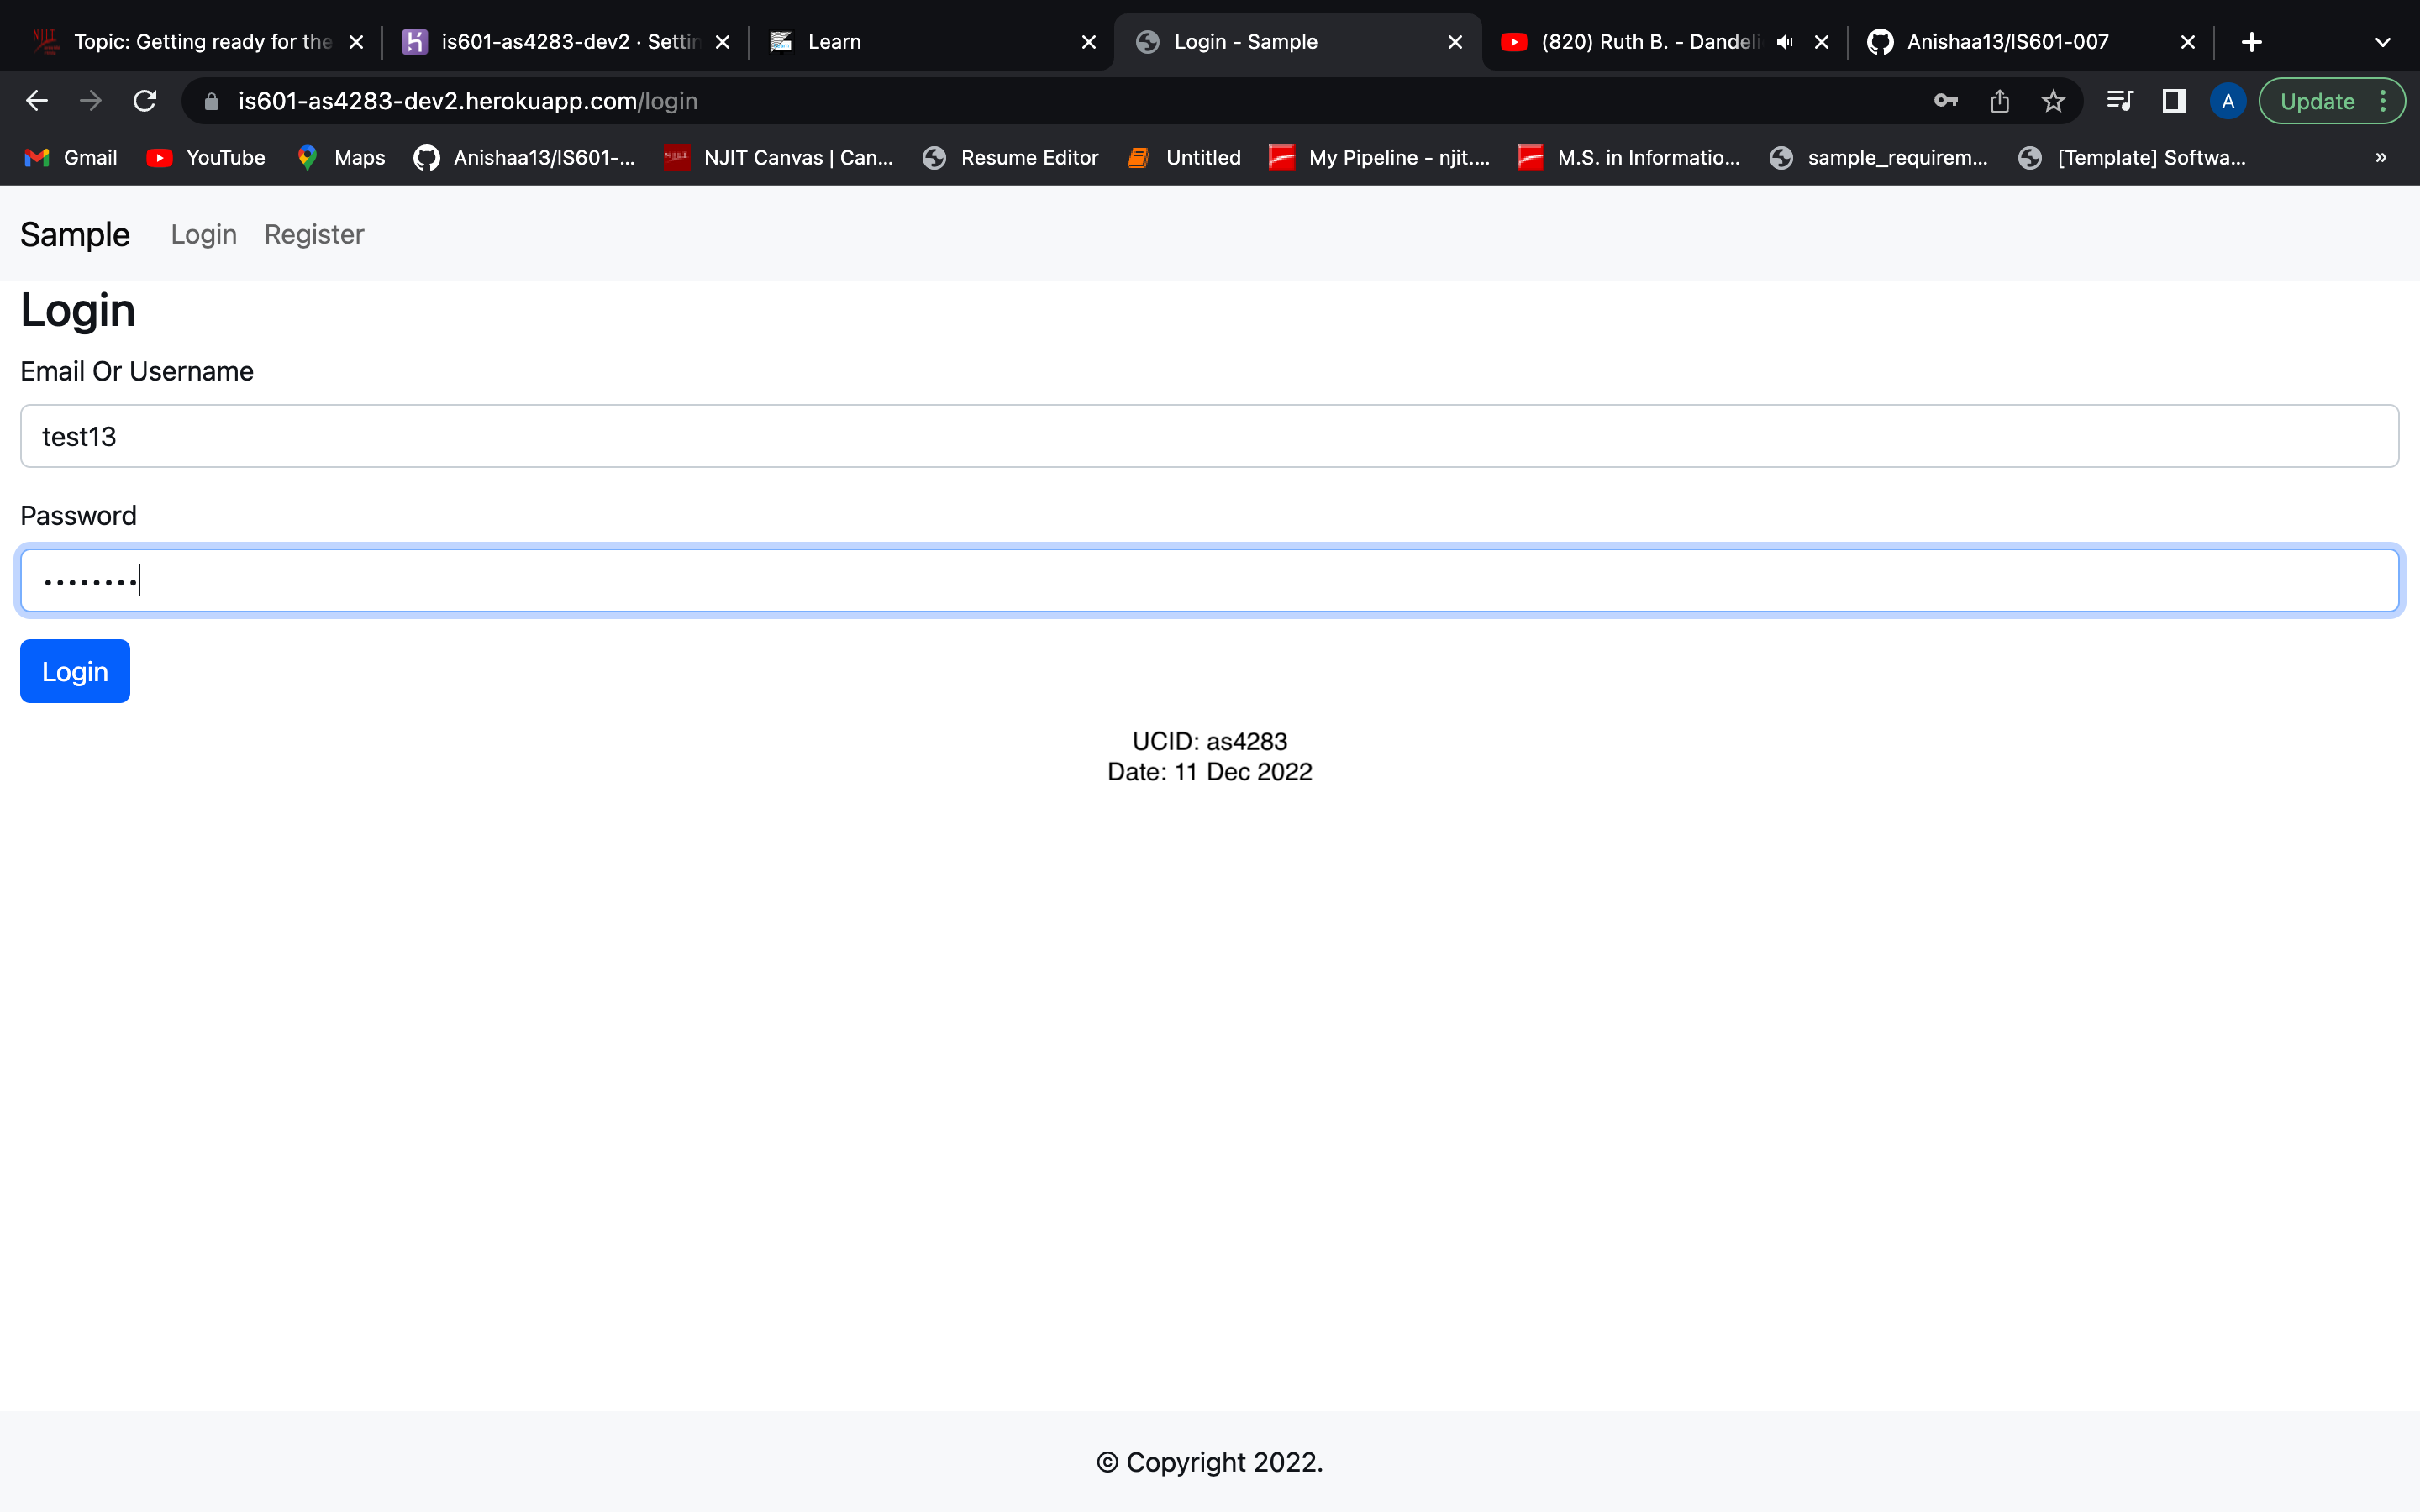 Topic: Getting ready for the
is601-as4283-dev2 · Settin
Learn
Login - Sample
(820) Ruth B. - Dandeli
Anishaa13/IS601-007
is601-as4283-dev2.herokuapp.com/login
A
Update
Gmail
YouTube
Maps
Anishaa13/IS601-...
NJIT Canvas | Can...
Resume Editor
Untitled
My Pipeline - njit....
M.S. in Informatio...
sample_requirem...
[Template] Softwa...
»
Sample Login Register
Login
Email Or Username
test13
Password
••••••••
Login
UCID: as4283
Date: 11 Dec 2022
© Copyright 2022.